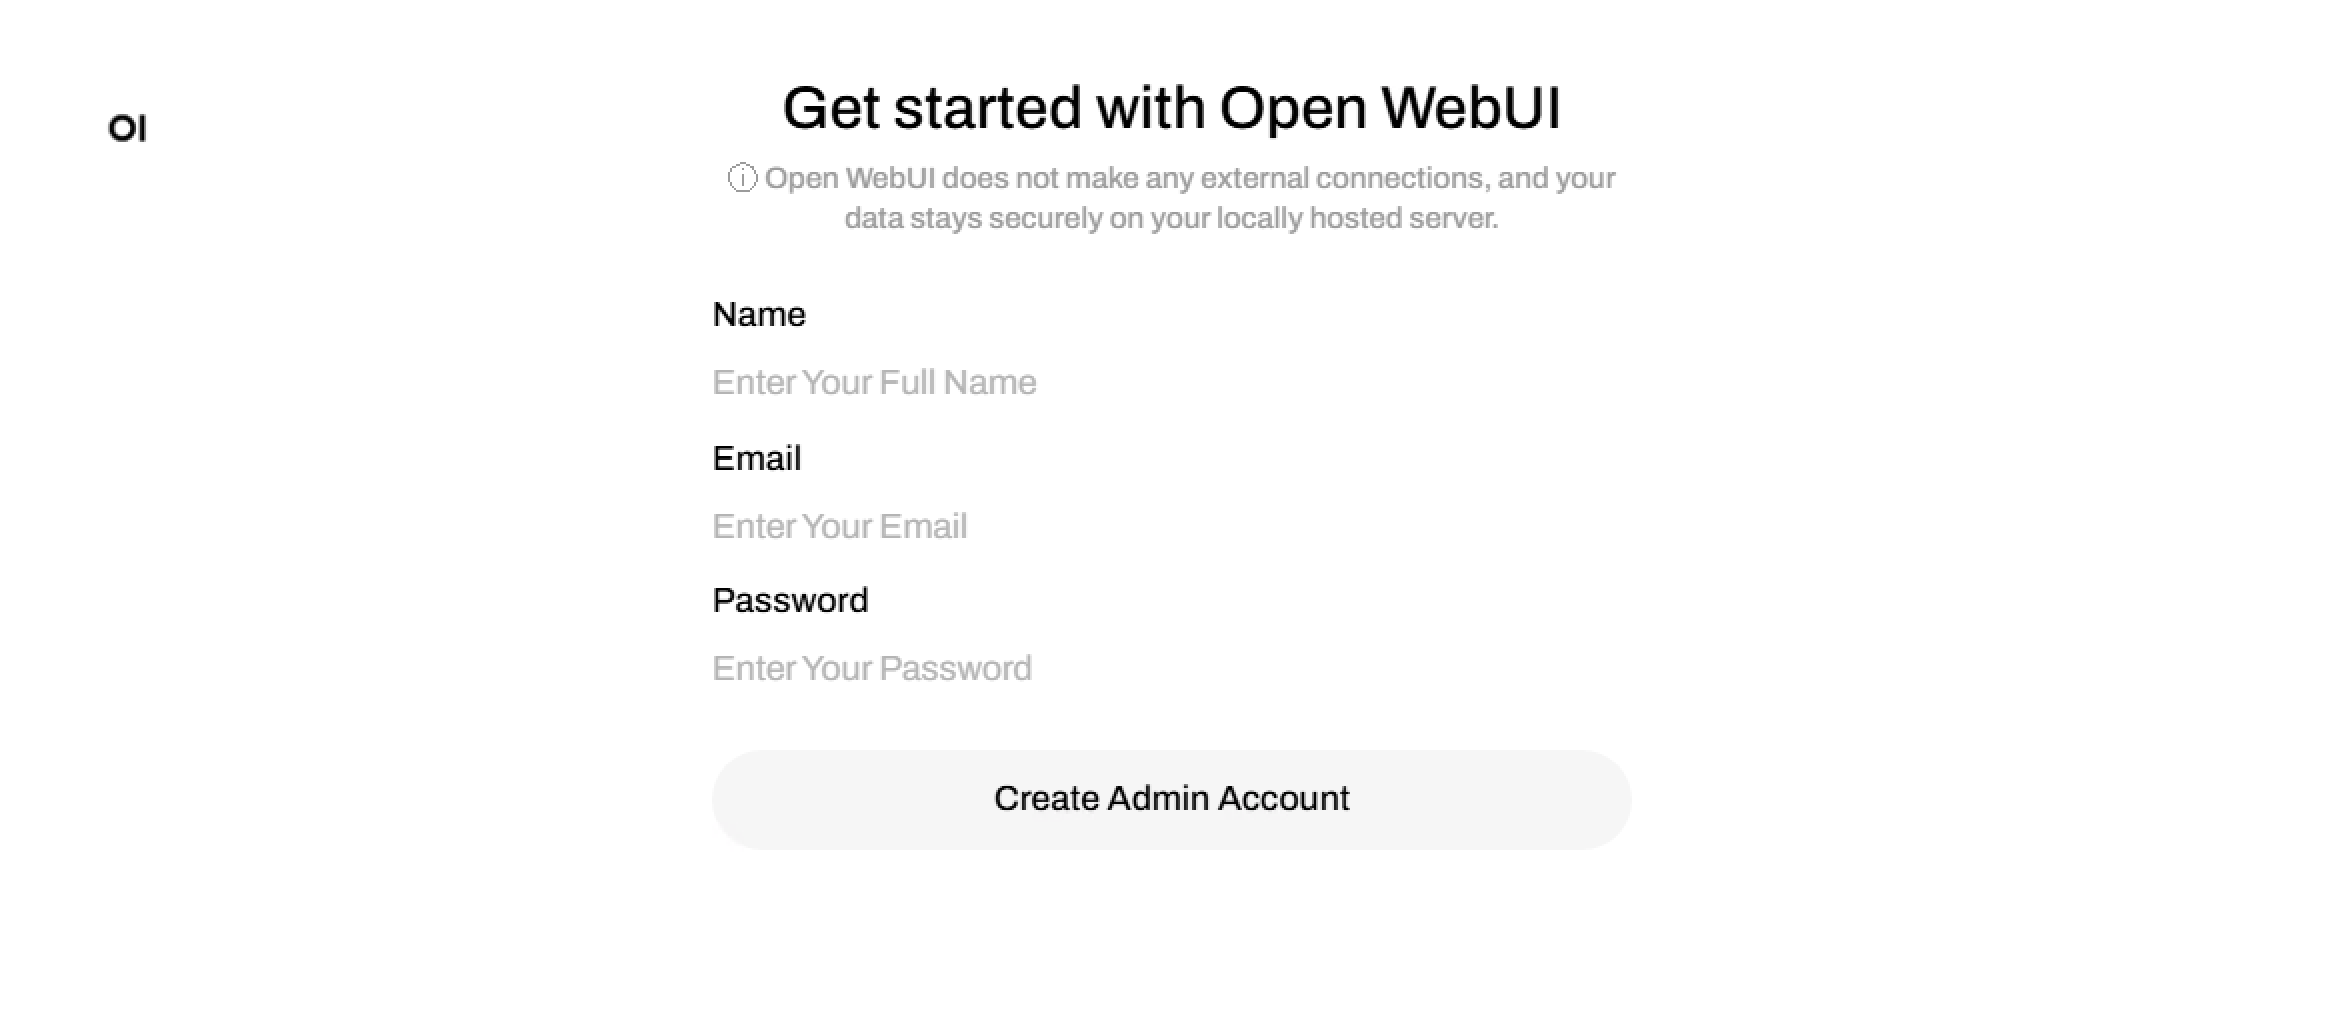 OI
Get started with Open WebUI
ⓘ Open WebUI does not make any external connections, and your
data stays securely on your locally hosted server.
Name
Enter Your Full Name
Email
Enter Your Email
Password
Enter Your Password
Create Admin Account